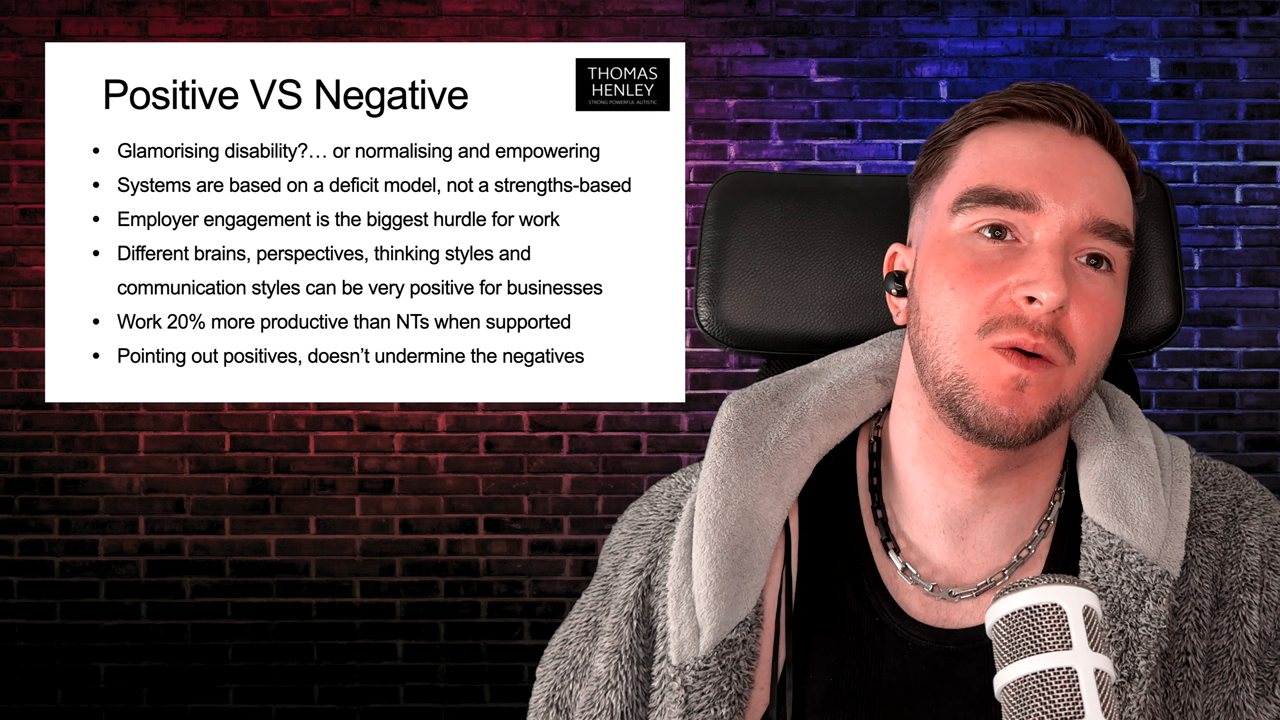 Positive VS Negative
THOMAS
HENLEY
STRONG POWERFUL AUTISTIC
• Glamorising disability?… or normalising and empowering
• Systems are based on a deficit model, not a strengths-based
• Employer engagement is the biggest hurdle for work
• Different brains, perspectives, thinking styles and
communication styles can be very positive for businesses
• Work 20% more productive than NTs when supported
• Pointing out positives, doesn’t undermine the negatives